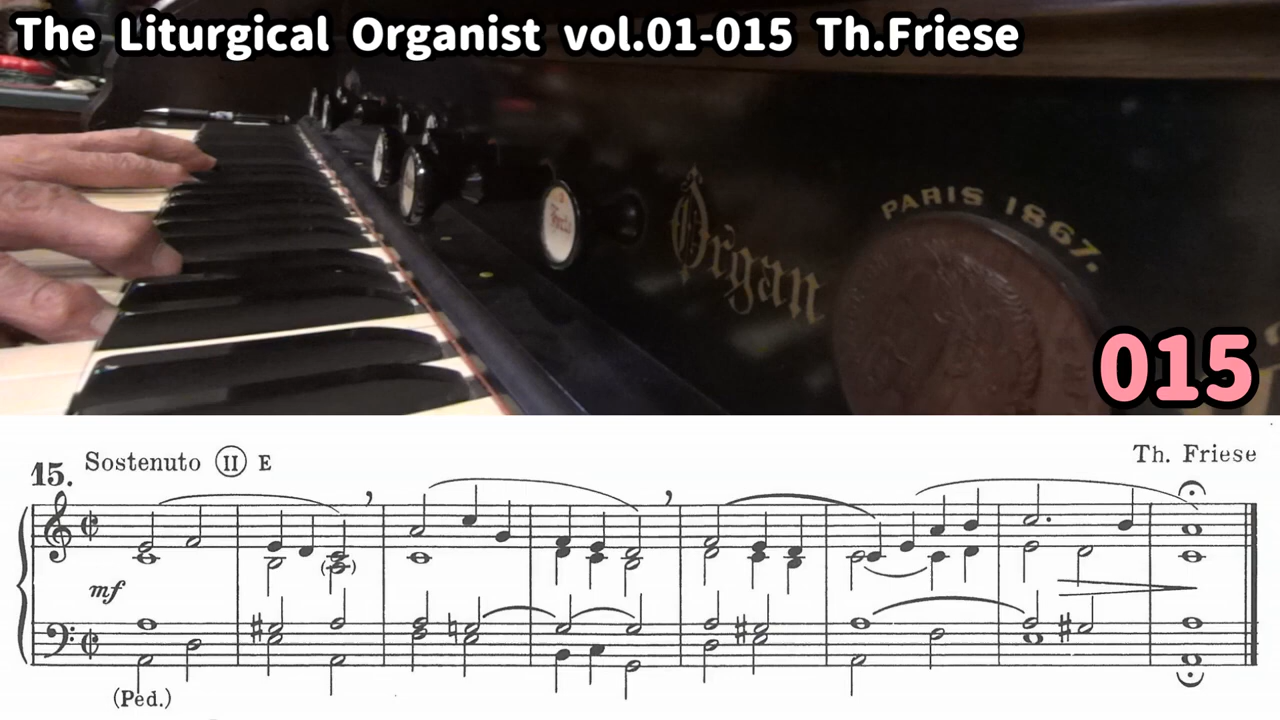 The Liturgical Organist vol.01-015 Th.Friese
Organ
PARIS 1867.
015
15. Sostenuto II E
Th. Friese
mf
(Ped.)